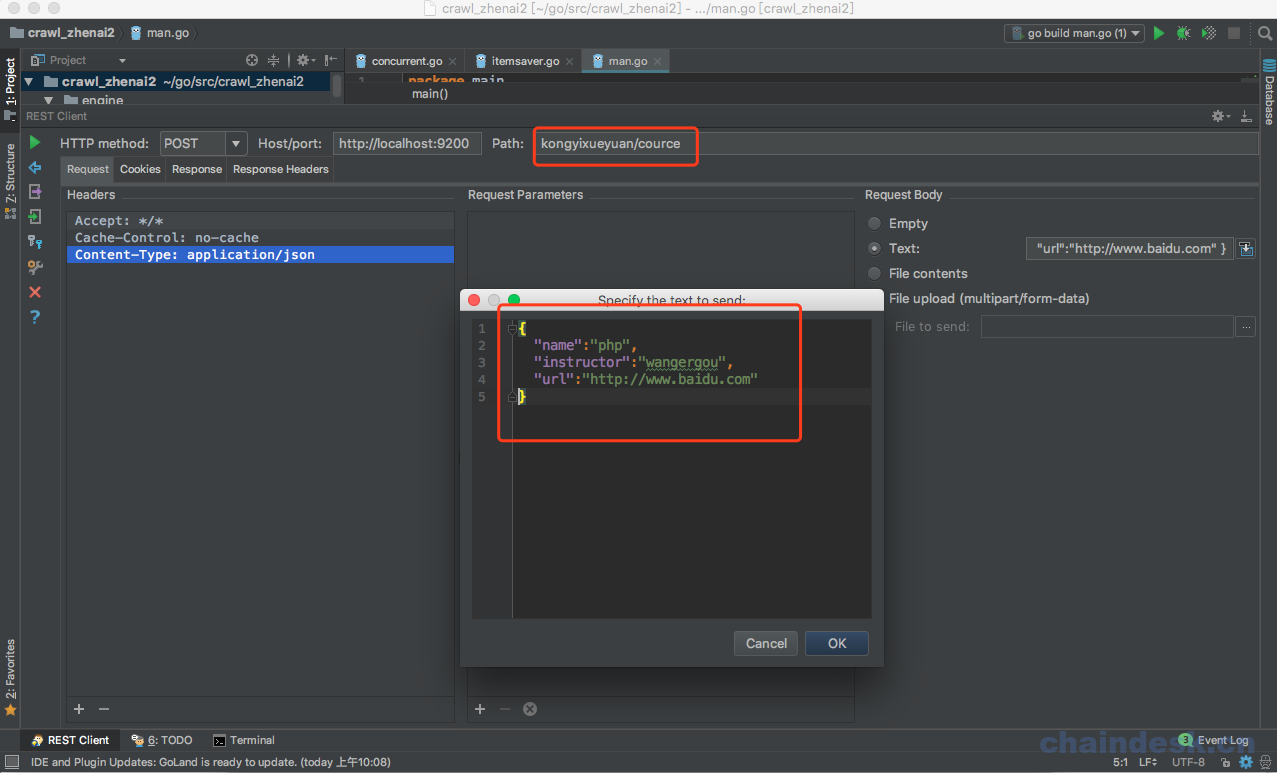 crawl_zhenai2 [~/go/src/crawl_zhenai2] - .../man.go [crawl_zhenai2]
crawl_zhenai2 man.go go build man.go (1)
Project concurrent.go itemsaver.go man.go
1: Project
crawl_zhenai2 ~/go/src/crawl_zhenai2 1 package main
engine main()
Database
REST Client
HTTP method: POST Host/port: http://localhost:9200 Path: kongyixueyuan/cource
Z: Structure
Request Cookies Response Response Headers
Headers Request Parameters Request Body
Accept: */*
Cache-Control: no-cache
Content-Type: application/json
Empty
Text: "url":"http://www.baidu.com" }
File contents
File upload (multipart/form-data)
File to send: ...
Specify the text to send:
1 {
2 "name":"php",
3 "instructor":"wangergou",
4 "url":"http://www.baidu.com"
5 }
Cancel OK
2: Favorites
REST Client 6: TODO Terminal 3 Event Log
chaindesk.cn
IDE and Plugin Updates: GoLand is ready to update. (today 上午10:08) 5:1 LF UTF-8